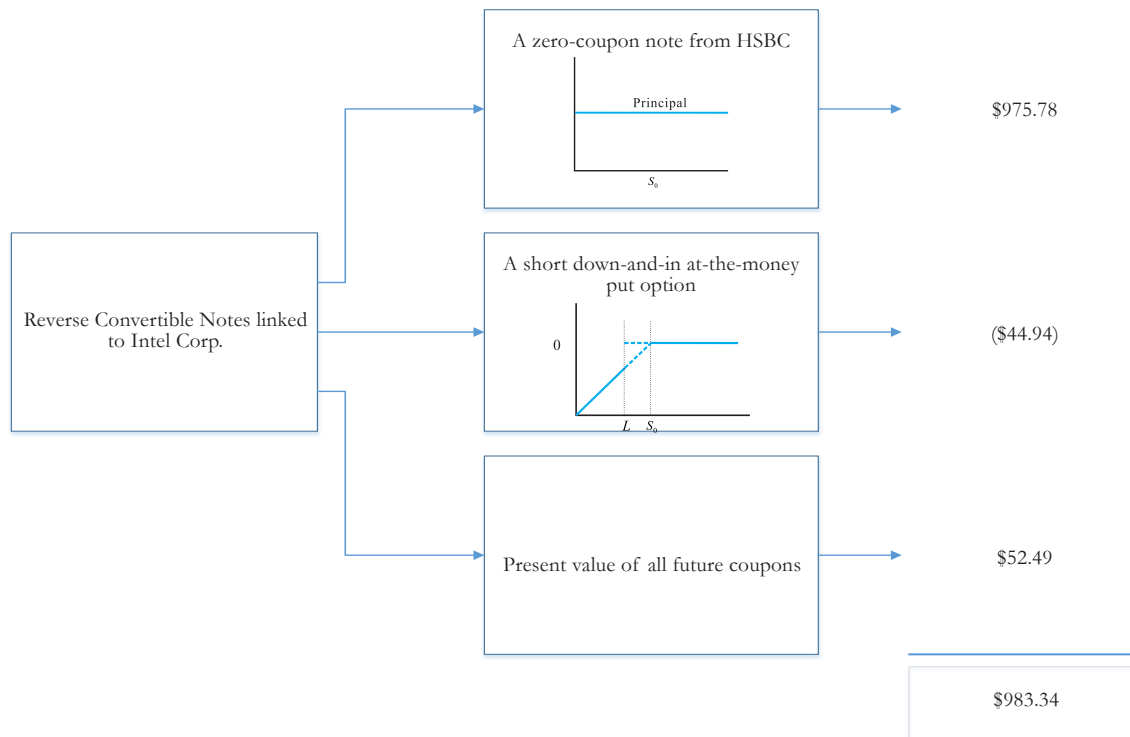 A zero-coupon note from HSBC
Principal
S₀
$975.78
Reverse Convertible Notes linked
to Intel Corp.
A short down-and-in at-the-money
put option
0
L S₀
($44.94)
Present value of all future coupons
$52.49
$983.34